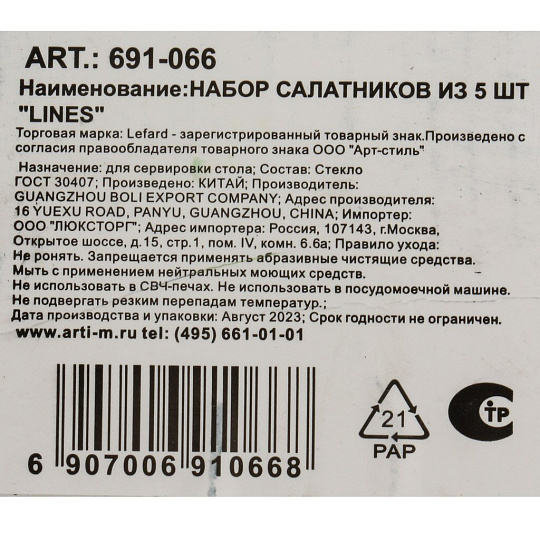 ART.: 691-066
Наименование:НАБОР САЛАТНИКОВ ИЗ 5 ШТ
"LINES"
Торговая марка: Lefard - зарегистрированный товарный знак.Произведено с
согласия правообладателя товарного знака ООО "Арт-стиль"
Назначение: для сервировки стола; Состав: Стекло
ГОСТ 30407; Произведено: КИТАЙ; Производитель:
GUANGZHOU BOLI EXPORT COMPANY; Адрес производителя:
16 YUEXU ROAD, PANYU, GUANGZHOU, CHINA; Импортер:
ООО "ЛЮКСТОРГ"; Адрес импортера: Россия, 107143, г.Москва,
Открытое шоссе, д.15, стр.1, пом. IV, комн. 6.6а; Правило ухода:
Не ронять. Запрещается применять абразивные чистящие средства.
Мыть с применением нейтральных моющих средств.
Не использовать в СВЧ-печах. Не использовать в посудомоечной машине.
Не подвергать резким перепадам температур.;
Дата производства и упаковки: Август 2023; Срок годности не ограничен.
www.arti-m.ru tel: (495) 661-01-01
6 907006 910668
21
PAP
СТР